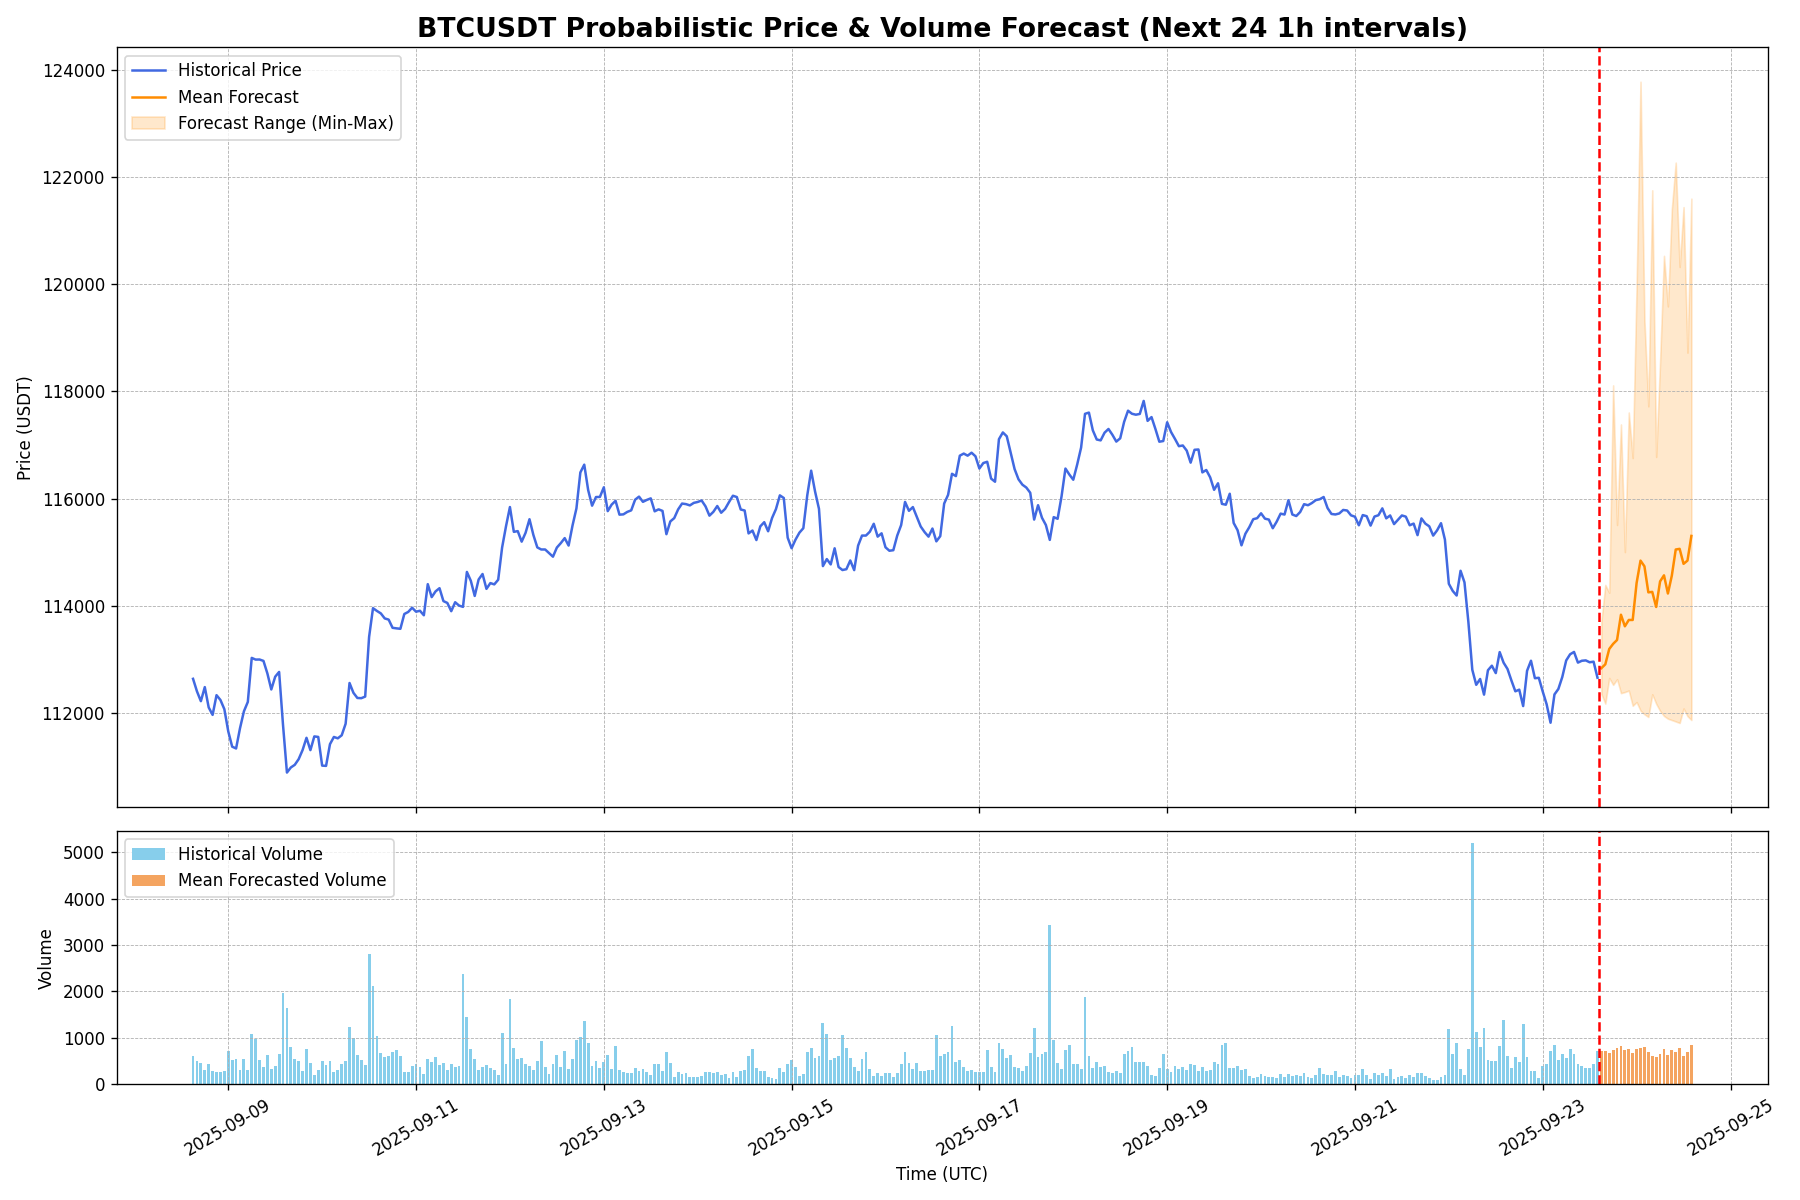 BTCUSDT Probabilistic Price & Volume Forecast (Next 24 1h intervals)
Historical Price
Mean Forecast
Forecast Range (Min-Max)
124000
122000
120000
118000
116000
114000
112000
Price (USDT)
Historical Volume
Mean Forecasted Volume
5000
4000
3000
2000
1000
0
Volume
2025-09-09
2025-09-11
2025-09-13
2025-09-15
2025-09-17
2025-09-19
2025-09-21
2025-09-23
2025-09-25
Time (UTC)